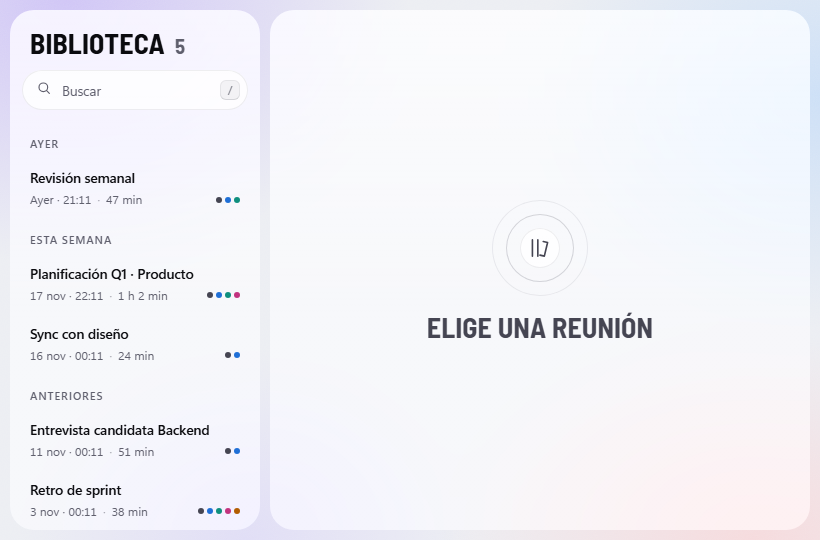 BIBLIOTECA 5
Buscar /
AYER
Revisión semanal
Ayer · 21:11 · 47 min
ESTA SEMANA
Planificación Q1 · Producto
17 nov · 22:11 · 1 h 2 min
Sync con diseño
16 nov · 00:11 · 24 min
ANTERIORES
Entrevista candidata Backend
11 nov · 00:11 · 51 min
Retro de sprint
3 nov · 00:11 · 38 min
ELIGE UNA REUNIÓN